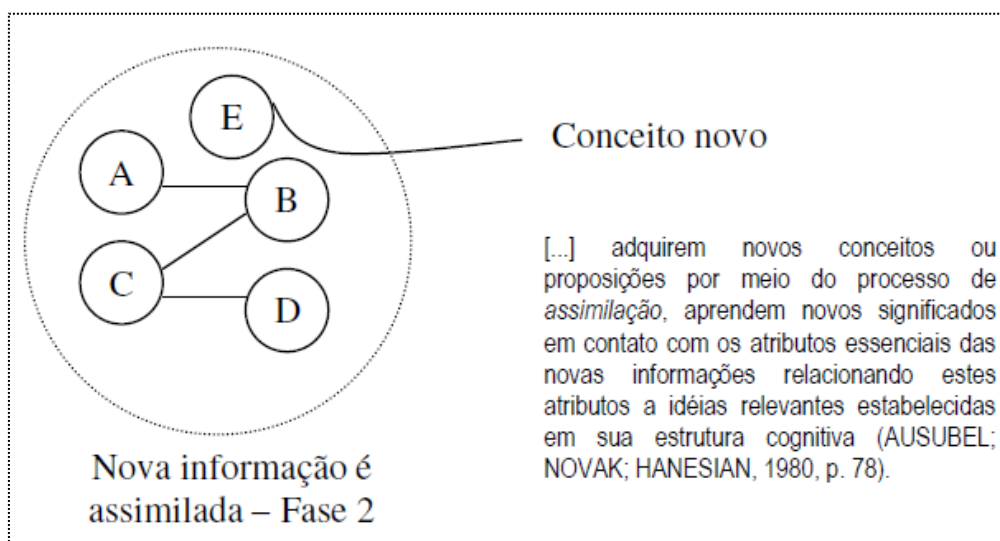 E
Conceito novo
A
B
C
D
[...] adquirem novos conceitos ou
proposições por meio do processo de
assimilação, aprendem novos significados
em contato com os atributos essenciais das
novas informações relacionando estes
atributos a idéias relevantes estabelecidas
em sua estrutura cognitiva (AUSUBEL;
NOVAK; HANESIAN, 1980, p. 78).
Nova informação é
assimilada – Fase 2